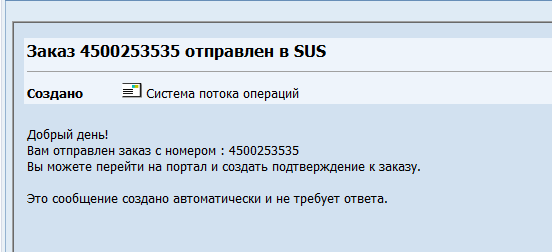 Заказ 4500253535 отправлен в SUS
Создано Система потока операций
Добрый день!
Вам отправлен заказ с номером : 4500253535
Вы можете перейти на портал и создать подтверждение к заказу.
Это сообщение создано автоматически и не требует ответа.